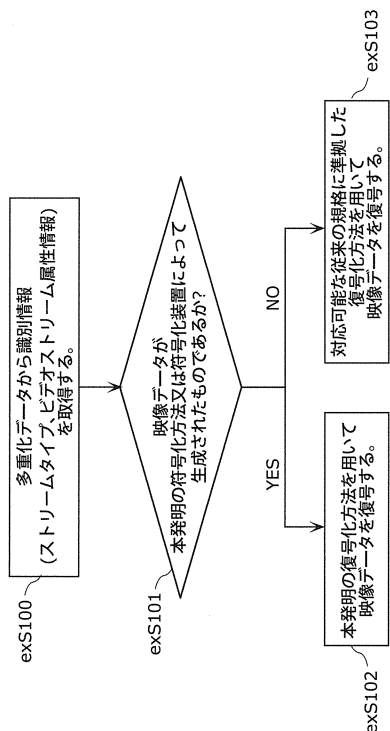 exS100
多重化データから識別情報
(ストリームタイプ、ビデオストリーム属性情報)
を取得する。
exS101
映像データが
本発明の符号化方法又は符号化装置によって
生成されたものであるか?
YES
NO
exS102
本発明の復号化方法を用いて
映像データを復号する。
exS103
対応可能な従来の規格に準拠した
復号化方法を用いて
映像データを復号する。